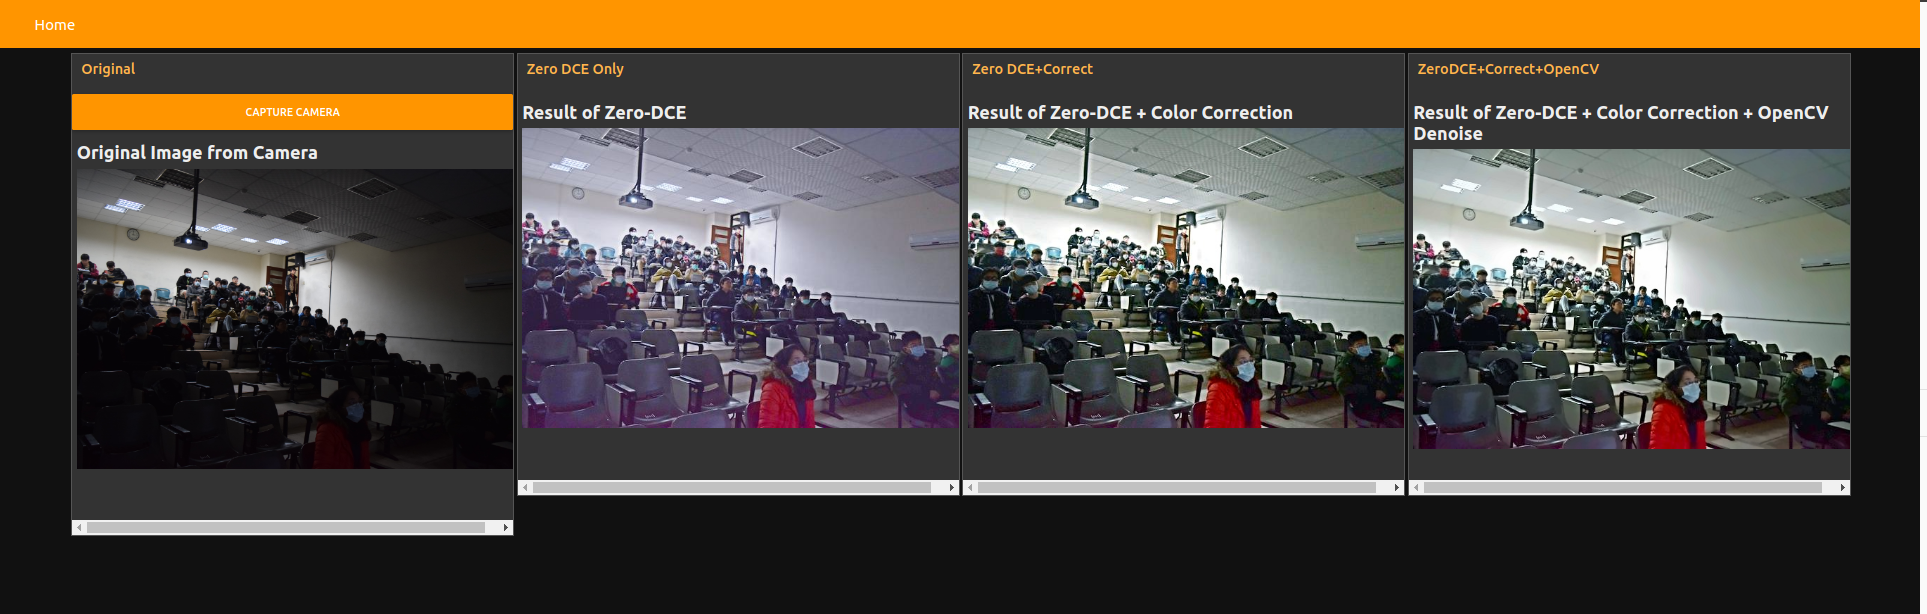 Home
Original
CAPTURE CAMERA
Original Image from Camera
Zero DCE Only
Result of Zero-DCE
Zero DCE+Correct
Result of Zero-DCE + Color Correction
ZeroDCE+Correct+OpenCV
Result of Zero-DCE + Color Correction + OpenCV
Denoise